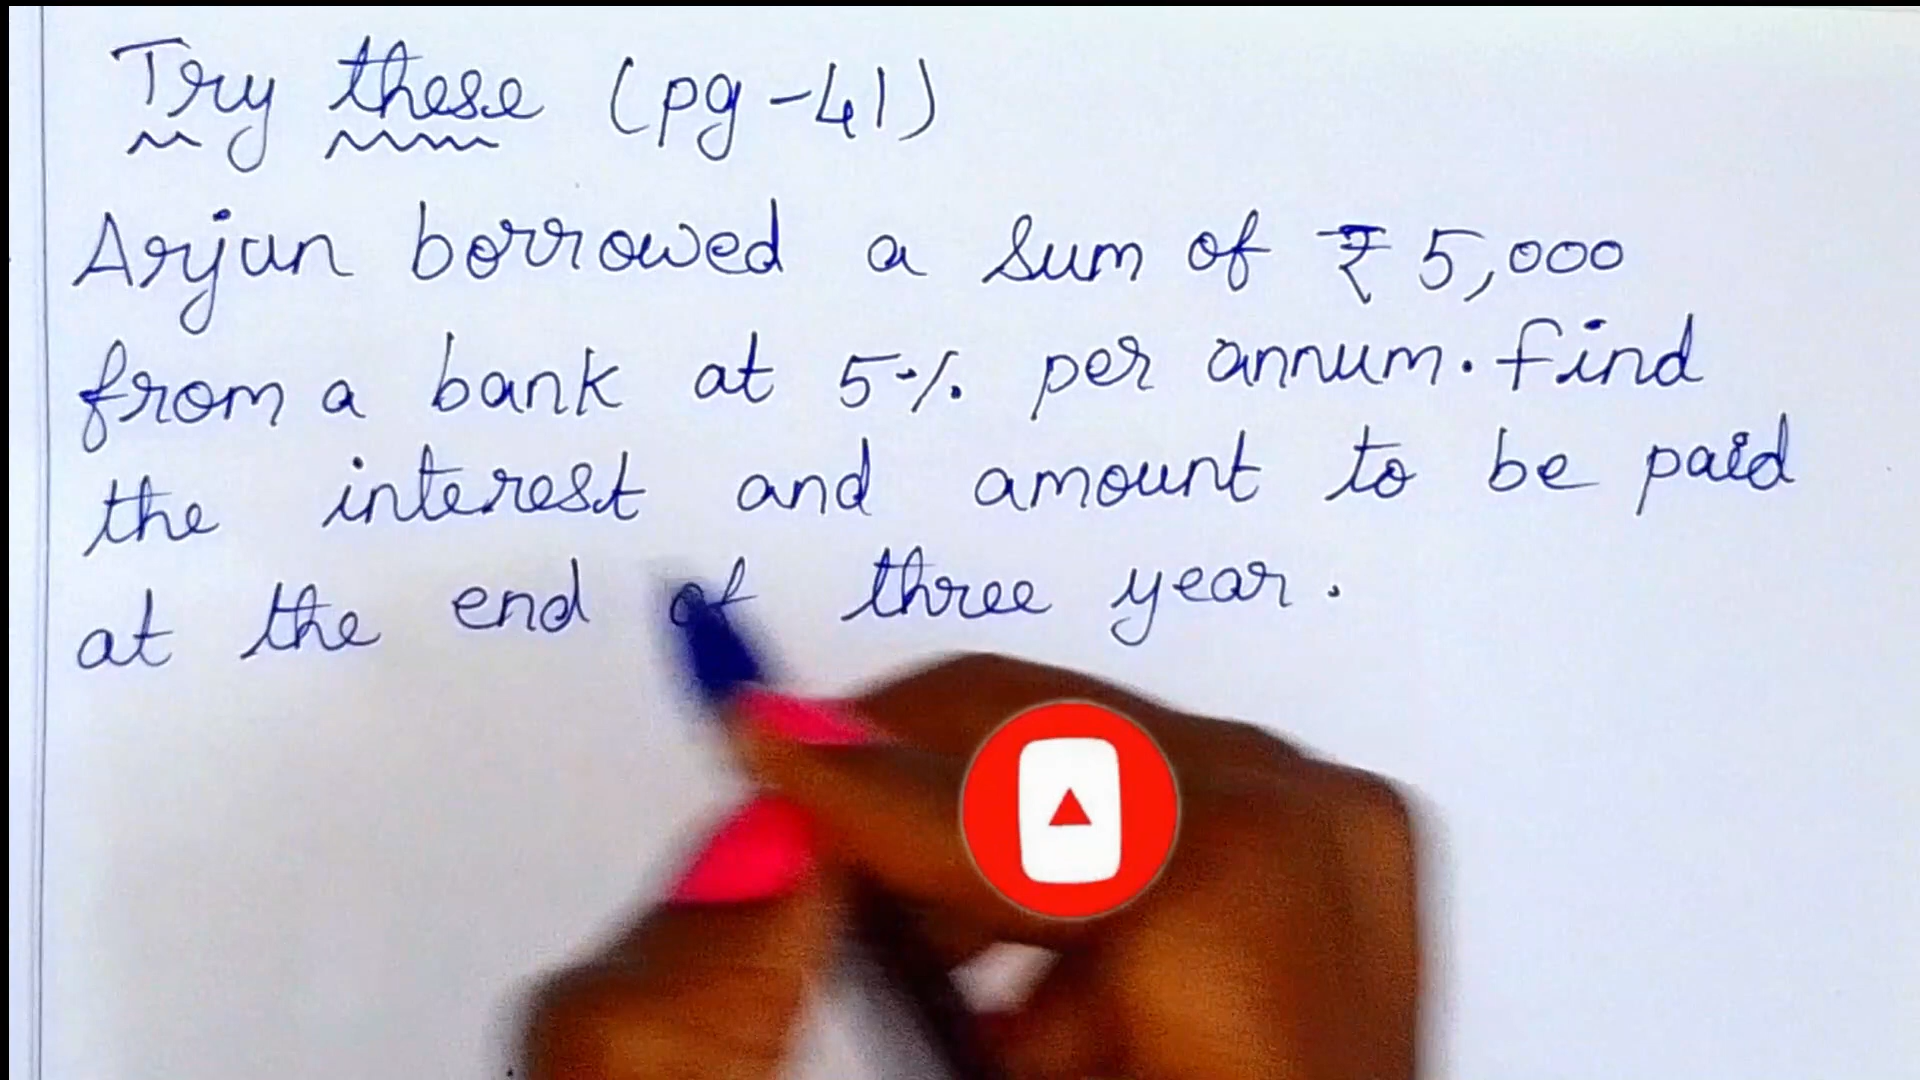 Try these (pg-41)
Arjun borrowed a sum of ₹ 5,000
from a bank at 5% per annum. find
the interest and amount to be paid
at the end of three year.